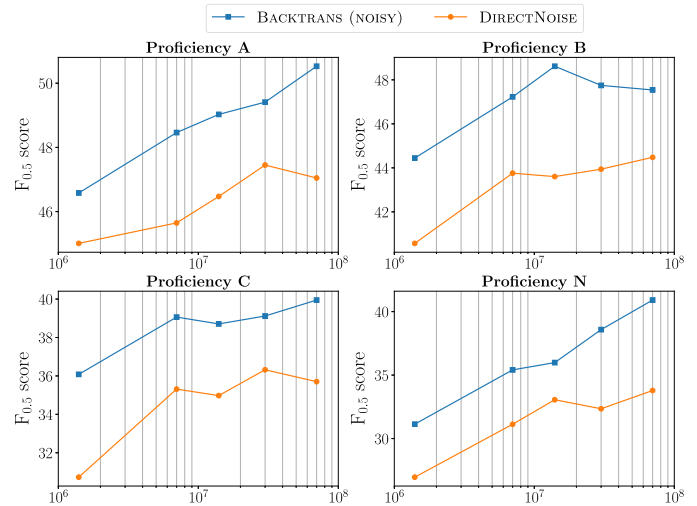 BACKTRANS (NOISY) DIRECTNOISE
Proficiency A
F0.5 score
50
48
46
10^6 10^7 10^8
Proficiency B
F0.5 score
48
46
44
42
10^6 10^7 10^8
Proficiency C
F0.5 score
40
38
36
34
32
10^6 10^7 10^8
Proficiency N
F0.5 score
40
35
30
10^6 10^7 10^8